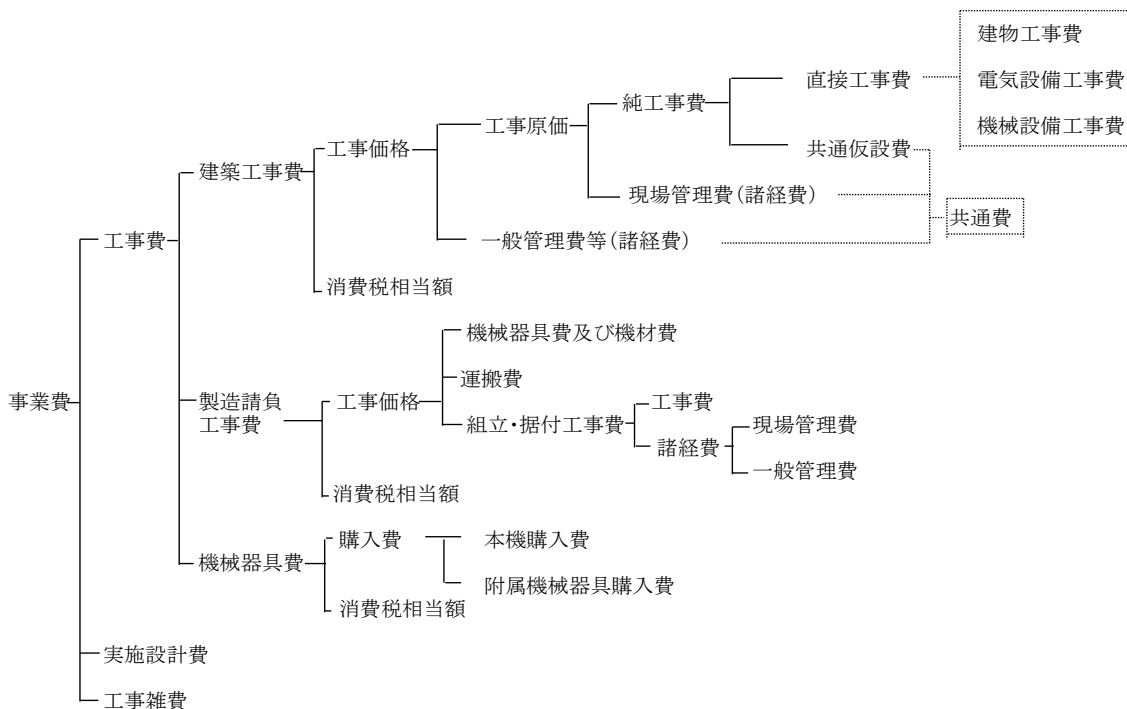 建物工事費
直接工事費
電気設備工事費
純工事費
機械設備工事費
工事原価
工事価格
共通仮設費
建築工事費
現場管理費(諸経費)
共通費
工事費
一般管理費等(諸経費)
消費税相当額
機械器具費及び機材費
運搬費
事業費
製造請負
工事費
工事価格
工事費
組立・据付工事費
現場管理費
諸経費
一般管理費
消費税相当額
購入費
本機購入費
機械器具費
附属機械器具購入費
消費税相当額
実施設計費
工事雑費